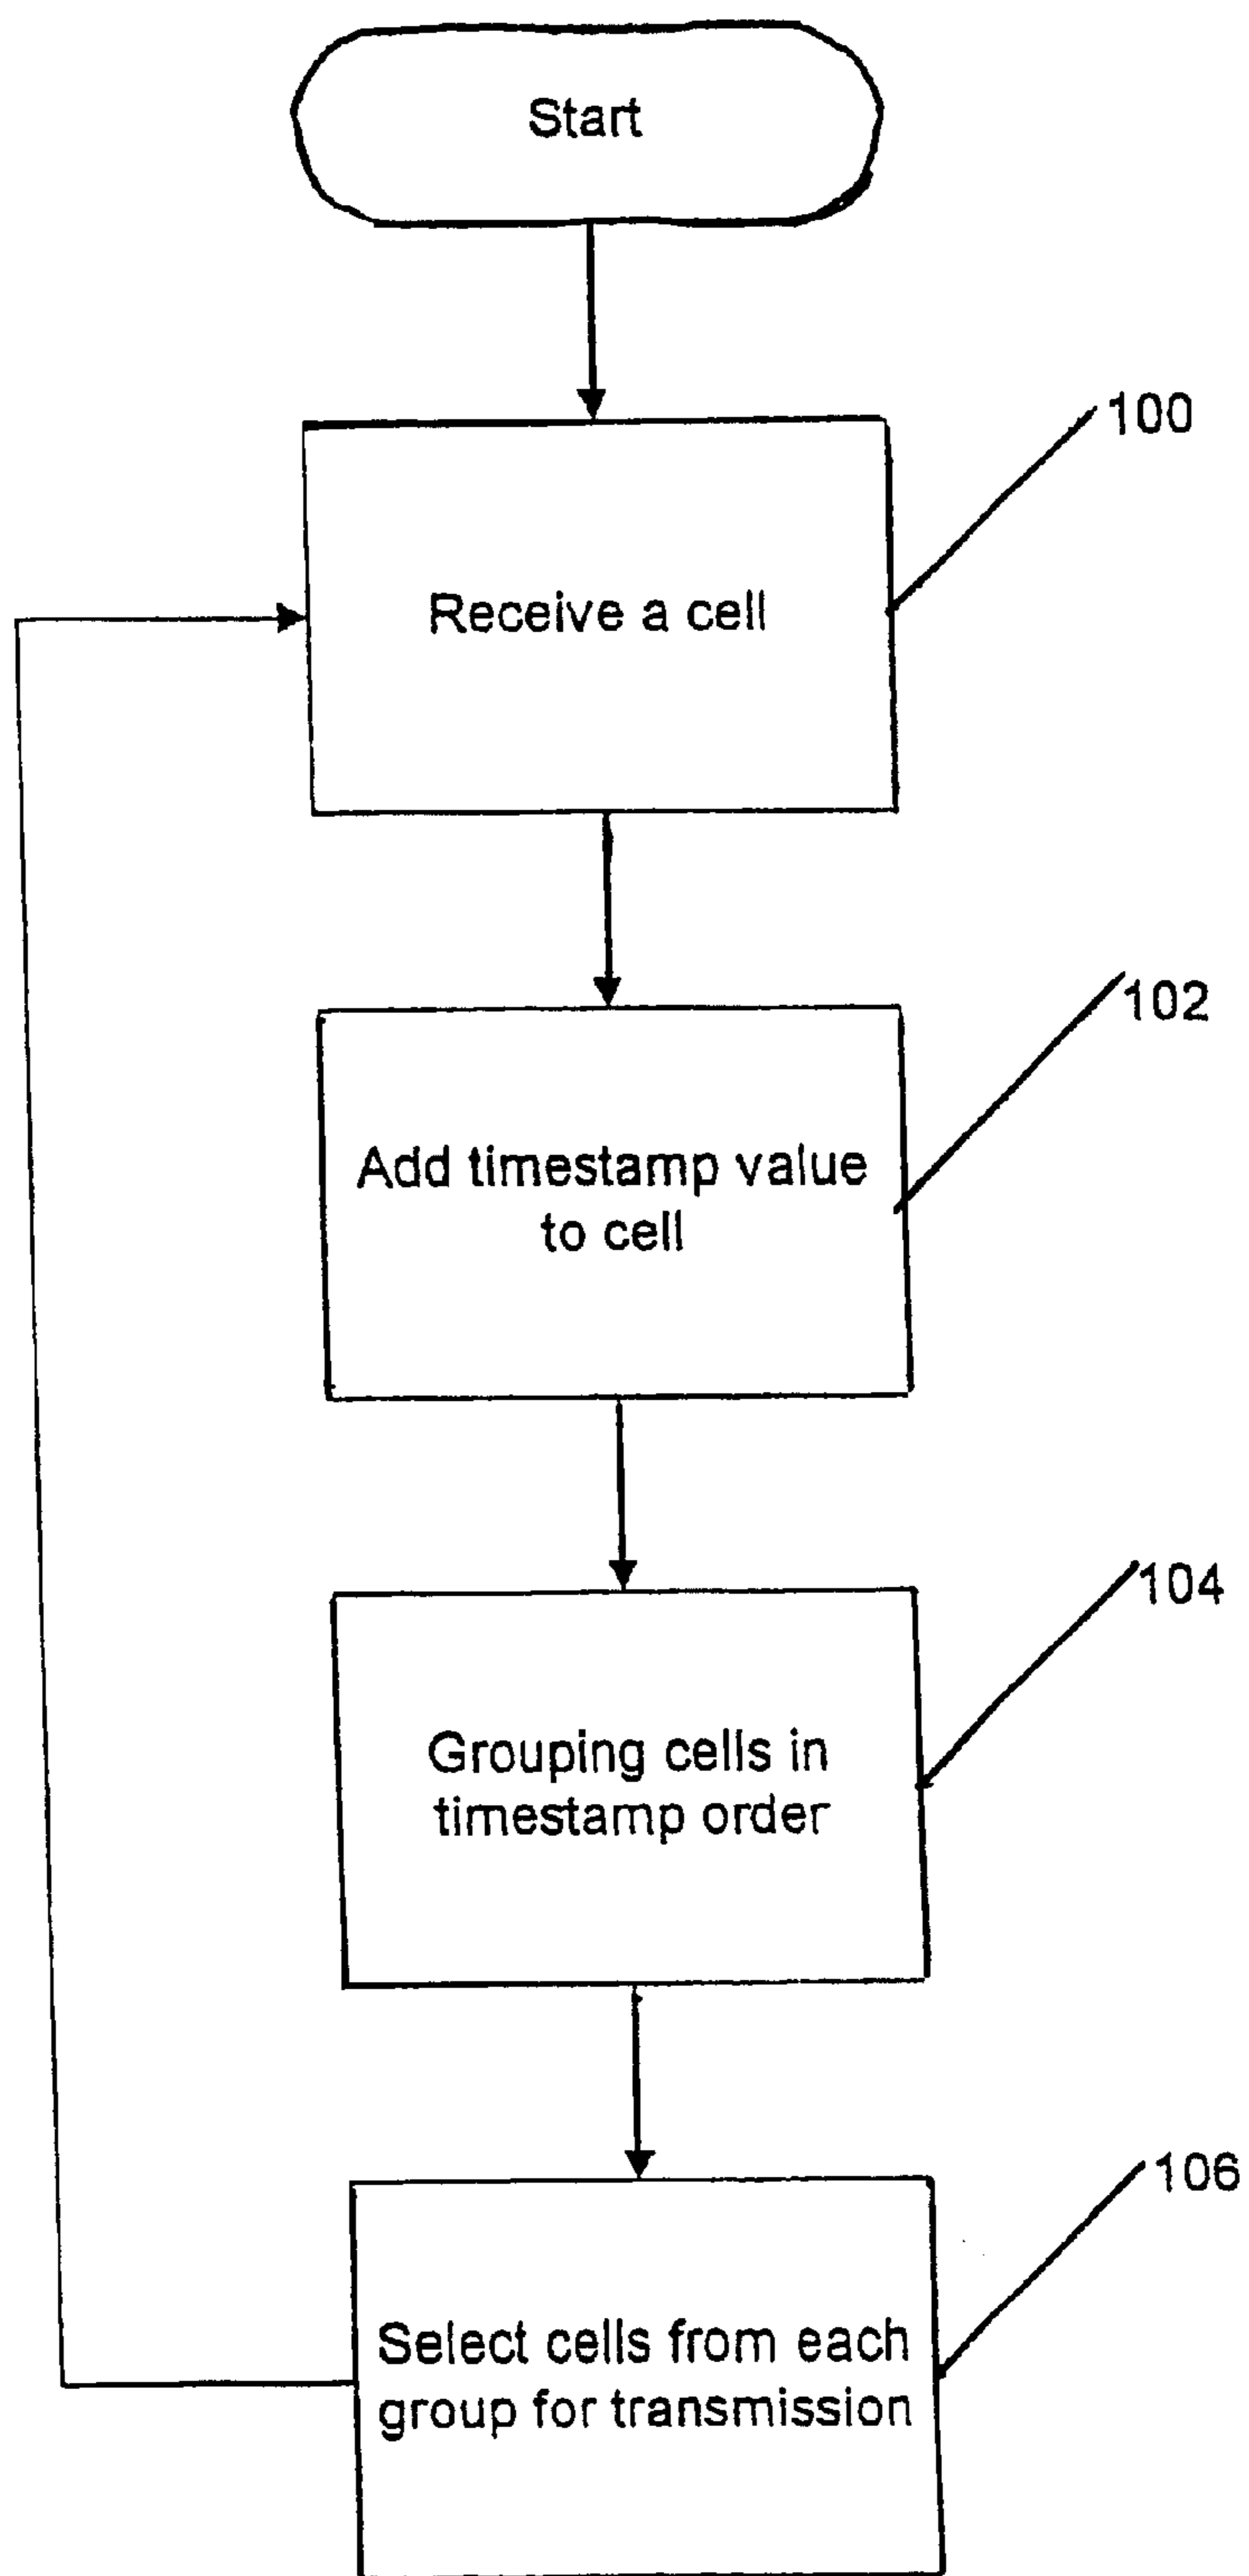 Start
100
Receive a cell
102
Add timestamp value
to cell
104
Grouping cells in
timestamp order
106
Select cells from each
group for transmission